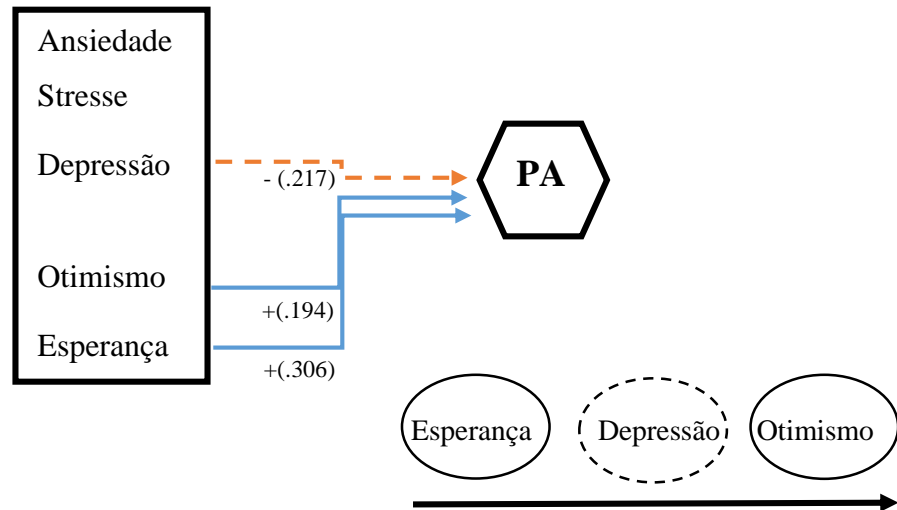 Ansiedade
Stresse
Depressão
- (.217)
PA
Otimismo
+(.194)
Esperança
+(.306)
Esperança
Depressão
Otimismo